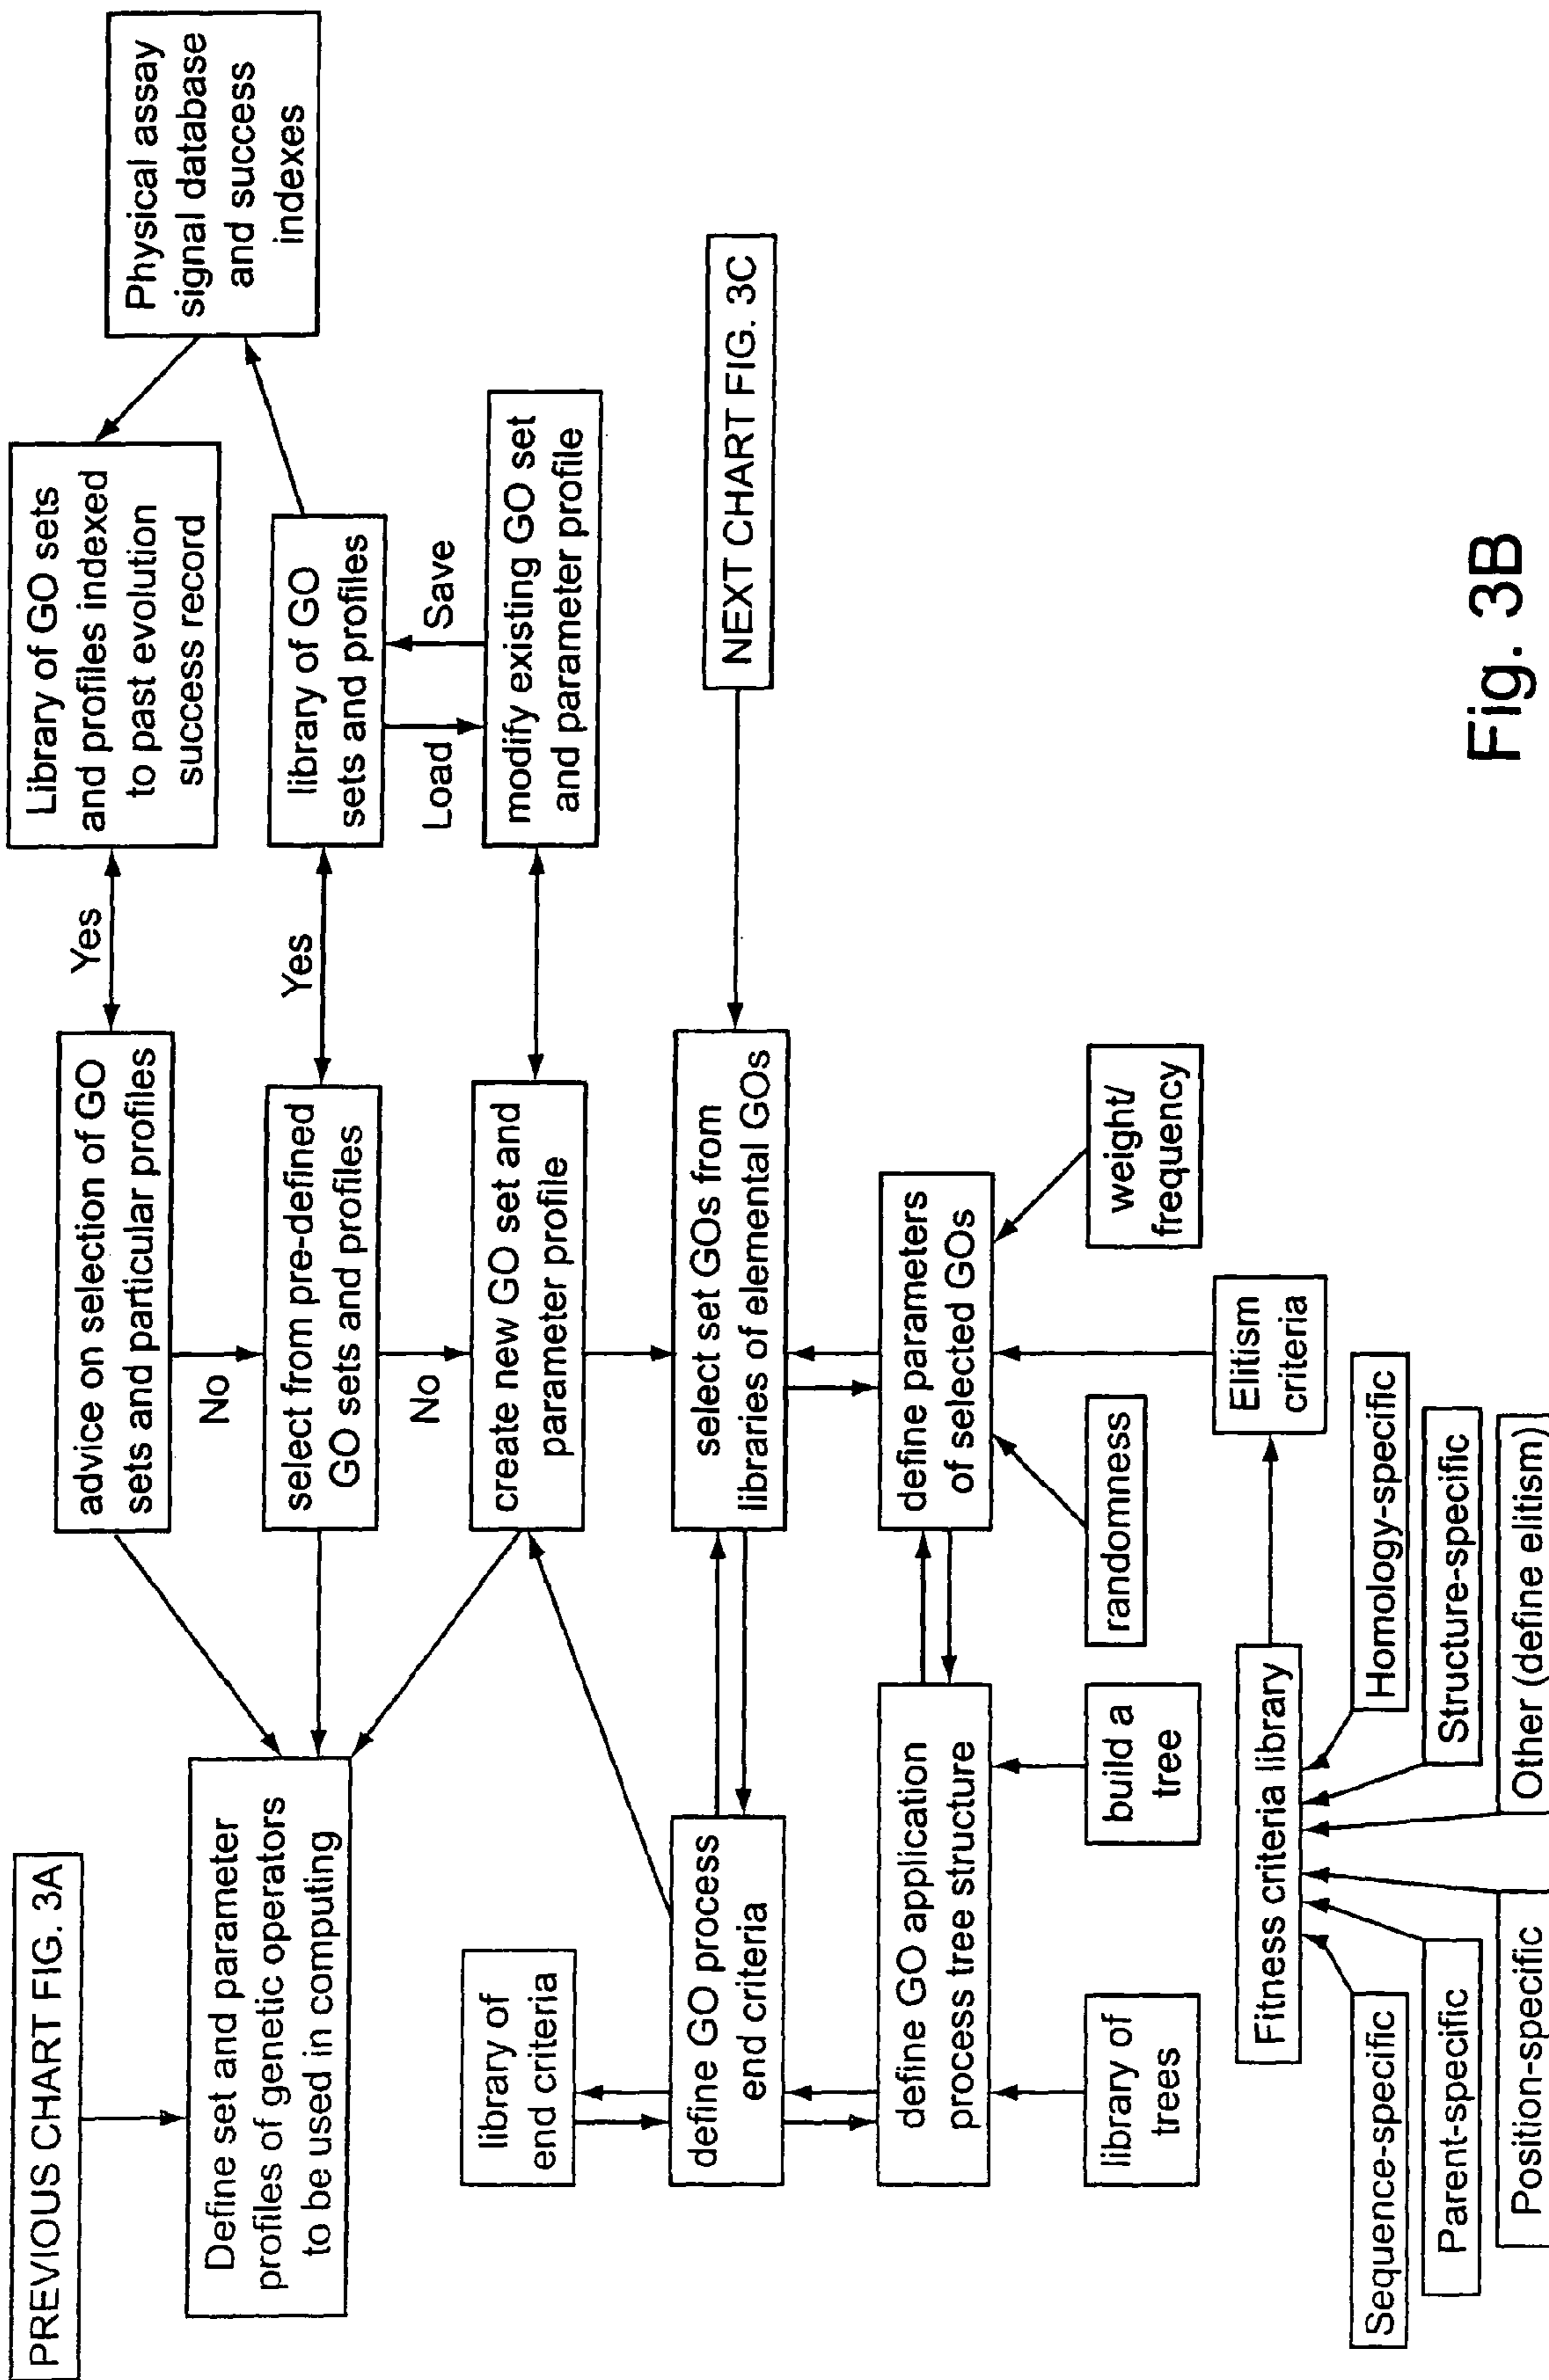 PREVIOUS CHART FIG. 3A
Define set and parameter
profiles of genetic operators
to be used in computing
advice on selection of GO
sets and particular profiles
Yes
Library of GO sets
and profiles indexed
to past evolution
success record
Physical assay
signal database
and success
indexes
No
select from pre-defined
GO sets and profiles
Yes
library of GO
sets and profiles
No
Load
Save
create new GO set and
parameter profile
modify existing GO set
and parameter profile
library of
end criteria
define GO process
end criteria
select set GOs from
libraries of elemental GOs
NEXT CHART FIG. 3C
define GO application
process tree structure
define parameters
of selected GOs
library of
trees
build a
tree
randomness
weight/
frequency
Fitness criteria library
Elitism
criteria
Sequence-specific
Homology-specific
Parent-specific
Structure-specific
Position-specific
Other (define elitism)
Fig. 3B